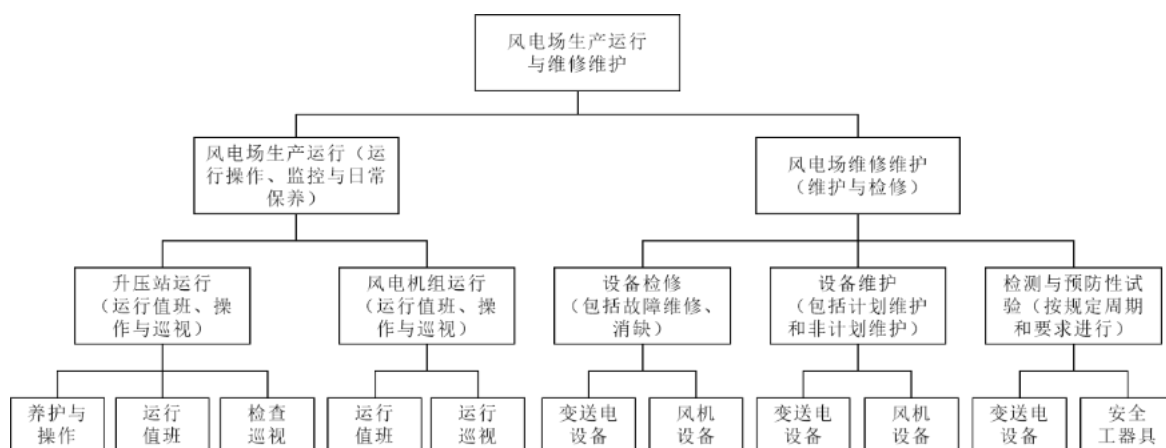 风电场生产运行
与维修维护
风电场生产运行（运
行操作、监控与日常
保养）
风电场维修维护
（维护与检修）
升压站运行
（运行值班、操
作与巡视）
风电机组运行
（运行值班、操
作与巡视）
设备检修
（包括故障维修、
消缺）
设备维护
（包括计划维护
和非计划维护）
检测与预防性试
验（按规定周期
和要求进行）
养护与
操作
运行
值班
检查
巡视
运行
值班
运行
巡视
变送电
设备
风机
设备
变送电
设备
风机
设备
变送电
设备
安全
工器具